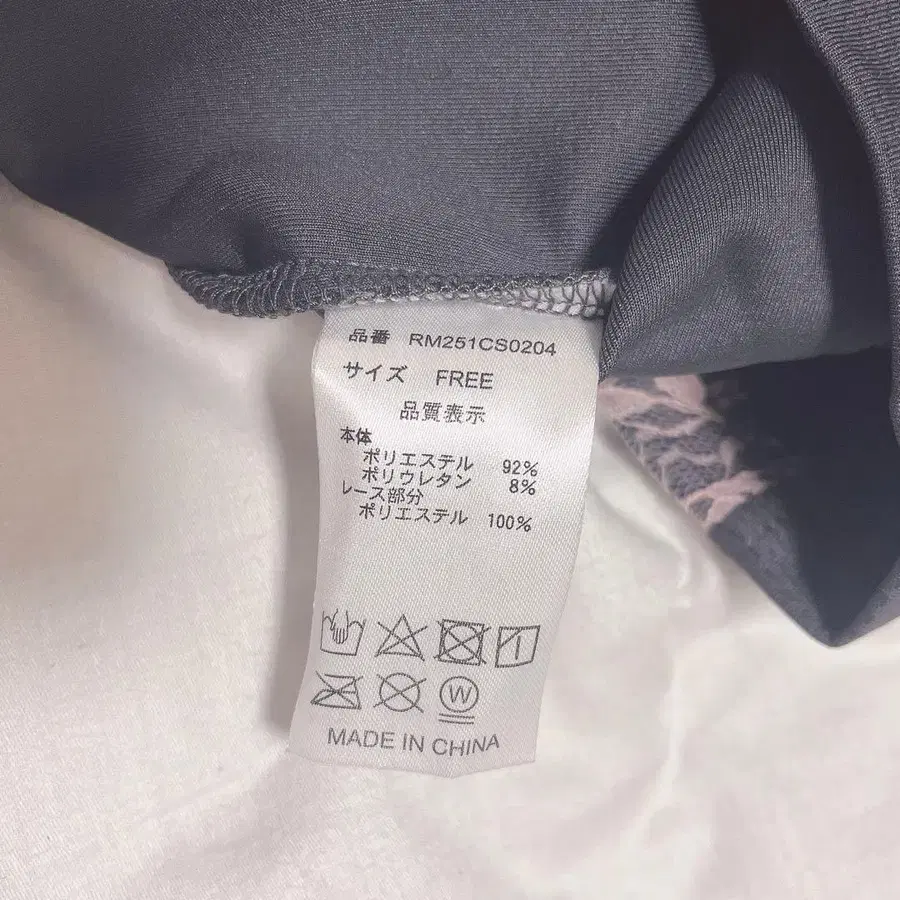 品番 RM251CS0204
サイズ FREE
品質表示
本体
ポリエステル 92%
ポリウレタン 8%
レース部分
ポリエステル 100%
W
MADE IN CHINA